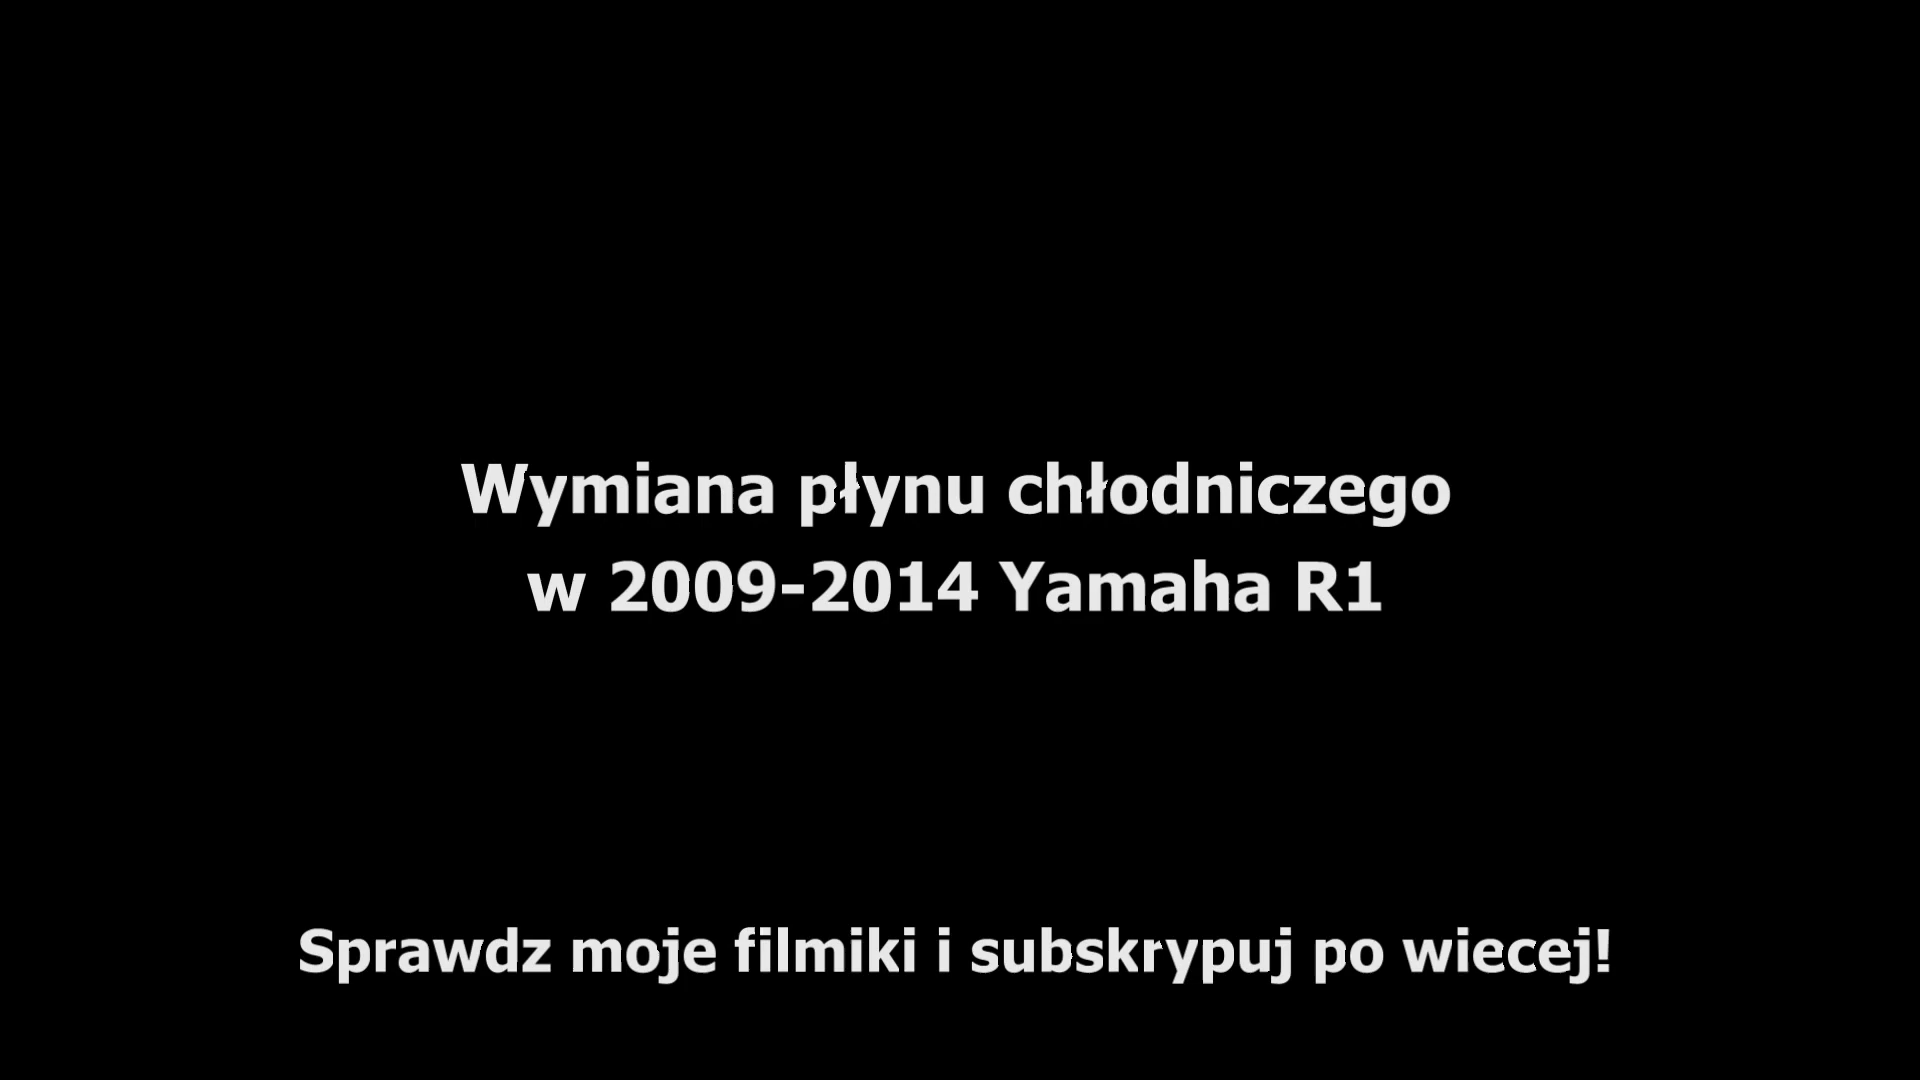 Wymiana płynu chłodniczego
w 2009-2014 Yamaha R1
Sprawdz moje filmiki i subskrypuj po wiecej!